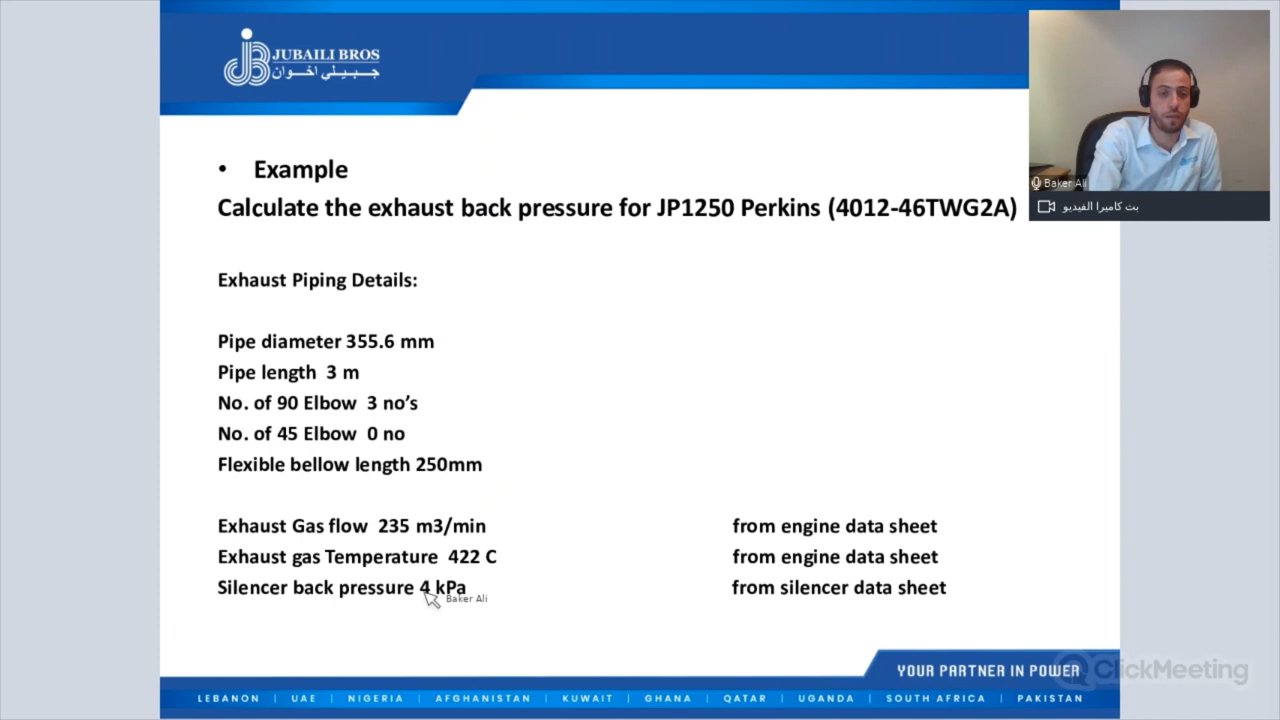 JUBAILI BROS
جبيلي اخوان
• Example
Calculate the exhaust back pressure for JP1250 Perkins (4012-46TWG2A)
Exhaust Piping Details:
Pipe diameter 355.6 mm
Pipe length 3 m
No. of 90 Elbow 3 no’s
No. of 45 Elbow 0 no
Flexible bellow length 250mm
Exhaust Gas flow 235 m3/min from engine data sheet
Exhaust gas Temperature 422 C from engine data sheet
Silencer back pressure 4 kPa from silencer data sheet
Baker Ali
Baker Ali
بث كاميرا الفيديو
YOUR PARTNER IN POWER
ClickMeeting
LEBANON | UAE | NIGERIA | AFGHANISTAN | KUWAIT | GHANA | QATAR | UGANDA | SOUTH AFRICA | PAKISTAN